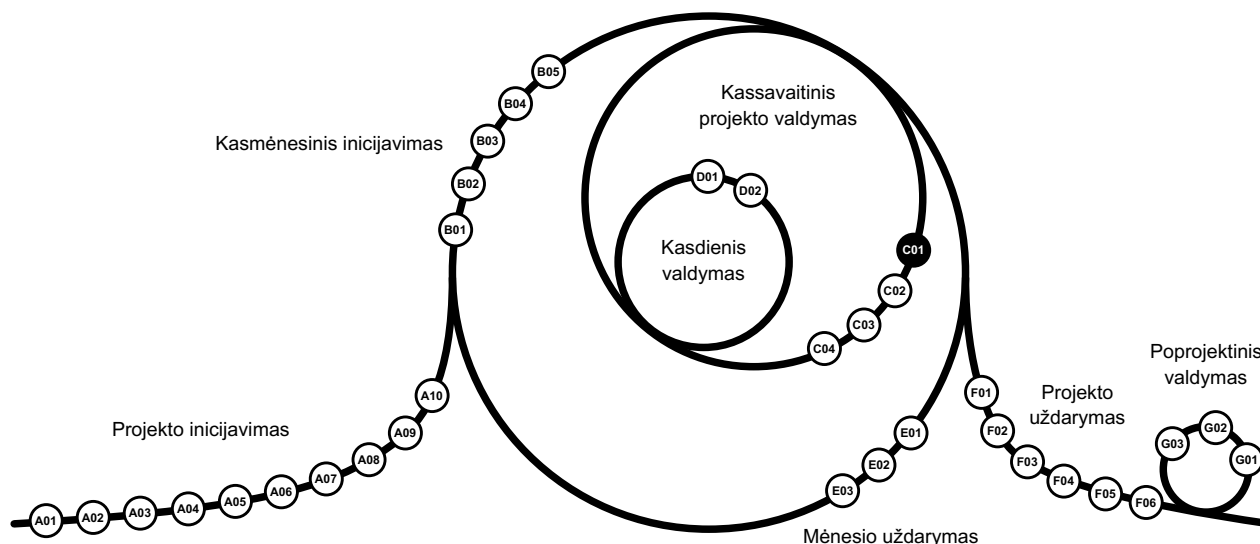 B05
B04
B03
B02
B01
Kasmėnesinis inicijavimas
Kassavaitinis
projekto valdymas
D01
D02
Kasdienis
valdymas
C01
C02
C03
C04
Projekto inicijavimas
A01
A02
A03
A04
A05
A06
A07
A08
A09
A10
E01
E02
E03
Mėnesio uždarymas
Projekto
uždarymas
F01
F02
F03
F04
F05
F06
Poprojektinis
valdymas
G03
G02
G01